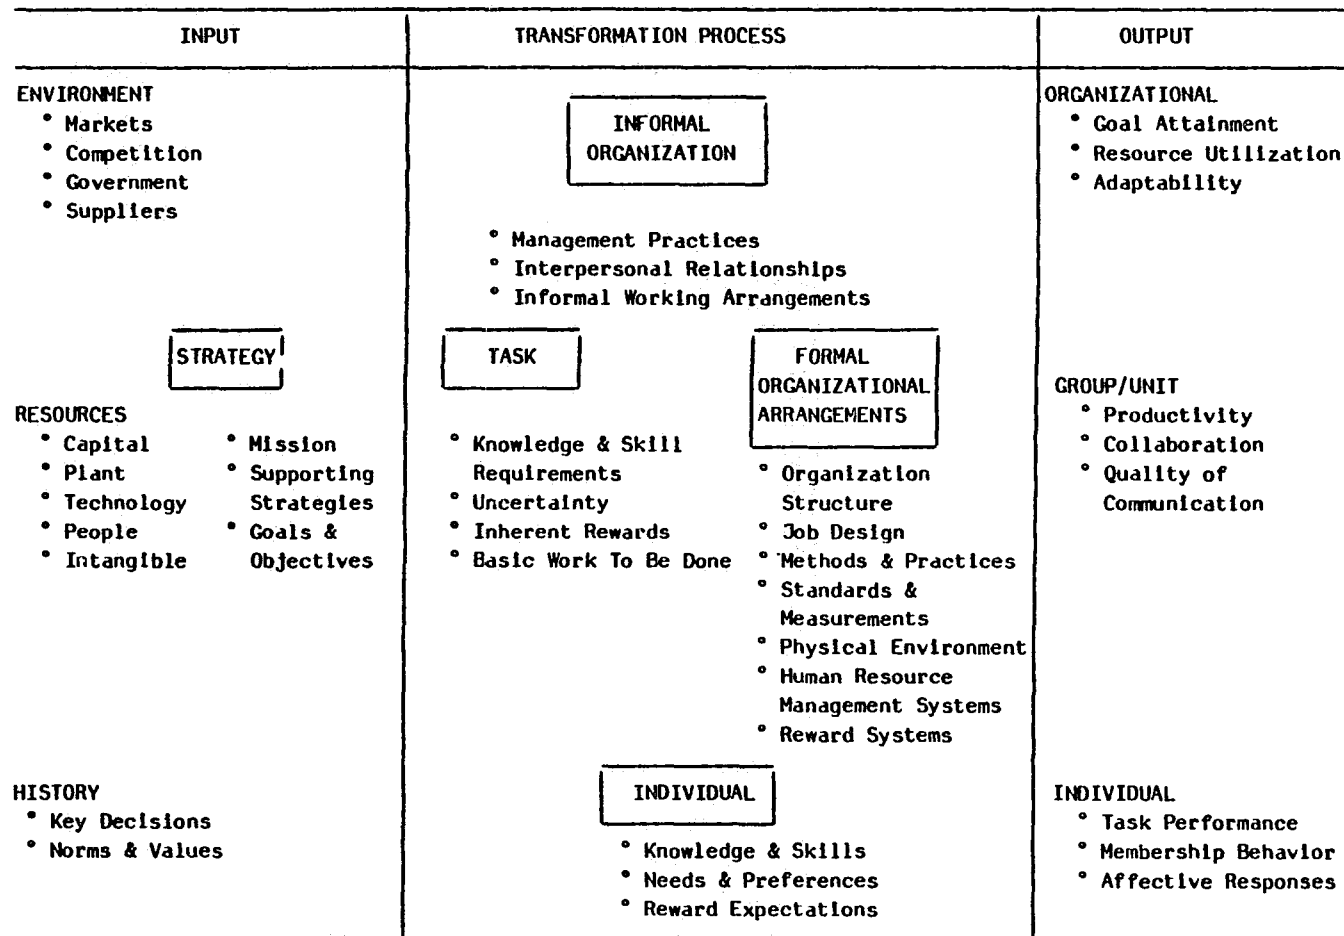 INPUT
TRANSFORMATION PROCESS
OUTPUT
ENVIRONMENT
° Markets
° Competition
° Government
° Suppliers
STRATEGY
RESOURCES
° Capital
° Plant
° Technology
° People
° Intangible
° Mission
° Supporting
Strategies
° Goals &
Objectives
HISTORY
° Key Decisions
° Norms & Values
INFORMAL
ORGANIZATION
° Management Practices
° Interpersonal Relationships
° Informal Working Arrangements
TASK
° Knowledge & Skill
Requirements
° Uncertainty
° Inherent Rewards
° Basic Work To Be Done
FORMAL
ORGANIZATIONAL
ARRANGEMENTS
° Organization
Structure
° Job Design
° Methods & Practices
° Standards &
Measurements
° Physical Environment
° Human Resource
Management Systems
° Reward Systems
INDIVIDUAL
° Knowledge & Skills
° Needs & Preferences
° Reward Expectations
ORGANIZATIONAL
° Goal Attainment
° Resource Utilization
° Adaptability
GROUP/UNIT
° Productivity
° Collaboration
° Quality of
Communication
INDIVIDUAL
° Task Performance
° Membership Behavior
° Affective Responses